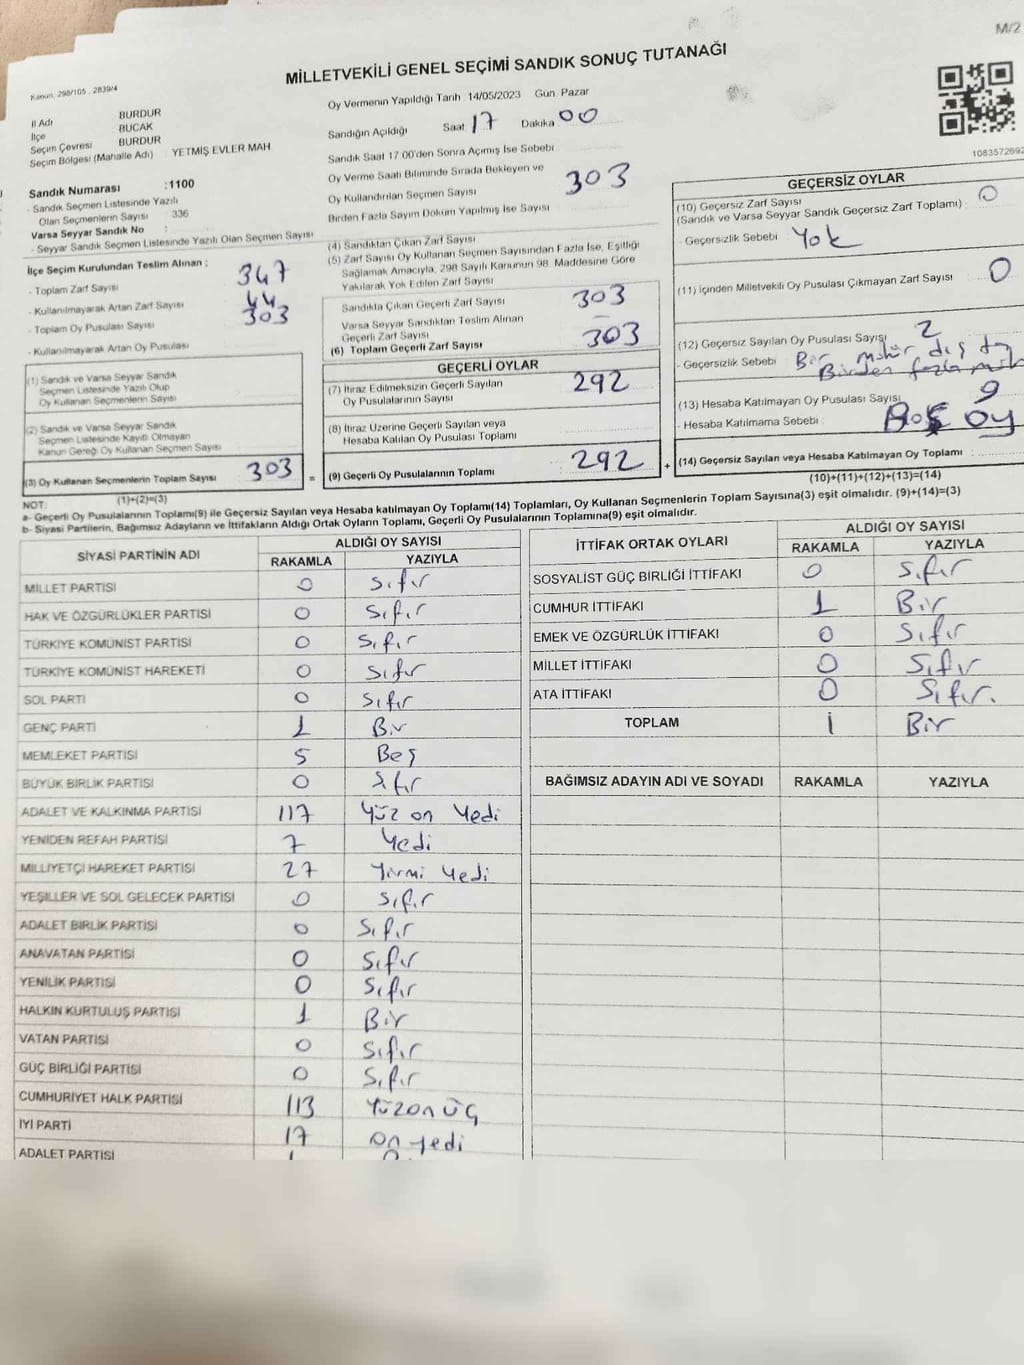 M/2
MİLLETVEKİLİ GENEL SEÇİMİ SANDIK SONUÇ TUTANAĞI
Kanun: 298/105 , 2839/4
İl Adı BURDUR
İlçe BUCAK
Seçim Çevresi BURDUR
Seçim Bölgesi (Mahalle Adı) : YETMİŞ EVLER MAH
Sandık Numarası :1100
- Sandık Seçmen Listesinde Yazılı
Olan Seçmenlerin Sayısı 336
Varsa Seyyar Sandık No :
- Seyyar Sandık Seçmen Listesinde Yazılı Olan Seçmen Sayısı
İlçe Seçim Kurulundan Teslim Alınan ;
- Toplam Zarf Sayısı 347
- Kullanılmayarak Artan Zarf Sayısı 44
- Toplam Oy Pusulası Sayısı 303
- Kullanılmayarak Artan Oy Pusulası
(1) Sandık ve Varsa Seyyar Sandık
Seçmen Listesinde Yazılı Olup
Oy Kullanan Seçmenlerin Sayısı
(2) Sandık ve Varsa Seyyar Sandık
Seçmen Listesinde Kayıtlı Olmayan
Kanun Gereği Oy Kullanan Seçmen Sayısı
(3) Oy Kullanan Seçmenlerin Toplam Sayısı 303 =
(1)+(2)=(3)
Oy Vermenin Yapıldığı Tarih :14/05/2023 Gün: Pazar
Sandığın Açıldığı Saat 17 Dakika 00
Sandık Saat 17:00'den Sonra Açılmış İse Sebebi
Oy Verme Saati Bitiminde Sırada Bekleyen ve
Oy Kullandırılan Seçmen Sayısı 303
Birden Fazla Sayım Döküm Yapılmış İse Sayısı
(4) Sandıktan Çıkan Zarf Sayısı
(5) Zarf Sayısı Oy Kullanan Seçmen Sayısından Fazla İse, Eşitliği
Sağlamak Amacıyla, 298 Sayılı Kanunun 98. Maddesine Göre
Yakılarak Yok Edilen Zarf Sayısı
Sandıkta Çıkan Geçerli Zarf Sayısı 303
Varsa Seyyar Sandıktan Teslim Alınan
Geçerli Zarf Sayısı –
(6) Toplam Geçerli Zarf Sayısı 303
GEÇERLİ OYLAR
(7) İtiraz Edilmeksizin Geçerli Sayılan
Oy Pusulalarının Sayısı 292
(8) İtiraz Üzerine Geçerli Sayılan veya
Hesaba Katılan Oy Pusulası Toplamı
(9) Geçerli Oy Pusulalarının Toplamı 292 +
1083572692
GEÇERSİZ OYLAR
(10) Geçersiz Zarf Sayısı
(Sandık ve Varsa Seyyar Sandık Geçersiz Zarf Toplamı) : 0
- Geçersizlik Sebebi Yok
(11) İçinden Milletvekili Oy Pusulası Çıkmayan Zarf Sayısı 0
(12) Geçersiz Sayılan Oy Pusulası Sayısı 2
- Geçersizlik Sebebi : Bir mühür dışta
Birden fazla
(13) Hesaba Katılmayan Oy Pusulası Sayısı 9
- Hesaba Katılmama Sebebi : Boş oy
(14) Geçersiz Sayılan veya Hesaba Katılmayan Oy Toplamı
(10)+(11)+(12)+(13)=(14)
NOT:
a- Geçerli Oy Pusulalarının Toplamı(9) ile Geçersiz Sayılan veya Hesaba katılmayan Oy Toplamı(14) Toplamları, Oy Kullanan Seçmenlerin Toplam Sayısına(3) eşit olmalıdır. (9)+(14)=(3)
b- Siyasi Partilerin, Bağımsız Adayların ve İttifakların Aldığı Ortak Oyların Toplamı, Geçerli Oy Pusulalarının Toplamına(9) eşit olmalıdır.
SİYASİ PARTİNİN ADI ALDIĞI OY SAYISI
RAKAMLA YAZIYLA
MİLLET PARTİSİ 0 Sıfır
HAK VE ÖZGÜRLÜKLER PARTİSİ 0 Sıfır
TÜRKİYE KOMÜNİST PARTİSİ 0 Sıfır
TÜRKİYE KOMÜNİST HAREKETİ 0 Sıfır
SOL PARTİ 0 Sıfır
GENÇ PARTİ 1 Bir
MEMLEKET PARTİSİ 5 Beş
BÜYÜK BİRLİK PARTİSİ 0 Sıfır
ADALET VE KALKINMA PARTİSİ 117 Yüz on Yedi
YENİDEN REFAH PARTİSİ 7 Yedi
MİLLİYETÇİ HAREKET PARTİSİ 27 Yirmi Yedi
YEŞİLLER VE SOL GELECEK PARTİSİ 0 Sıfır
ADALET BİRLİK PARTİSİ 0 Sıfır
ANAVATAN PARTİSİ 0 Sıfır
YENİLİK PARTİSİ 0 Sıfır
HALKIN KURTULUŞ PARTİSİ 1 Bir
VATAN PARTİSİ 0 Sıfır
GÜÇ BİRLİĞİ PARTİSİ 0 Sıfır
CUMHURİYET HALK PARTİSİ 113 Yüzon üç
İYİ PARTİ 17 On yedi
ADALET PARTİSİ
İTTİFAK ORTAK OYLARI ALDIĞI OY SAYISI
RAKAMLA YAZIYLA
SOSYALİST GÜÇ BİRLİĞİ İTTİFAKI 0 Sıfır
CUMHUR İTTİFAKI 1 Bir
EMEK VE ÖZGÜRLÜK İTTİFAKI 0 Sıfır
MİLLET İTTİFAKI 0 Sıfır
ATA İTTİFAKI 0 Sıfır.
TOPLAM 1 Bir
BAĞIMSIZ ADAYIN ADI VE SOYADI RAKAMLA YAZIYLA